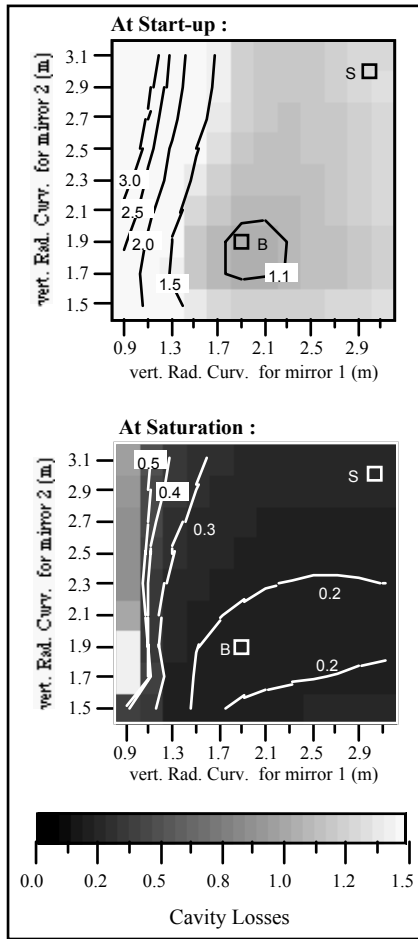 At Start-up :
vert. Rad. Curv. for mirror 2 (m)
3.1
2.9
2.7
2.5
2.3
2.1
1.9
1.7
1.5
S
3.0
2.5
2.0
1.5
B
1.1
0.9 1.3 1.7 2.1 2.5 2.9
vert. Rad. Curv. for mirror 1 (m)
At Saturation :
vert. Rad. Curv. for mirror 2 (m)
3.1
2.9
2.7
2.5
2.3
2.1
1.9
1.7
1.5
0.5
0.4
0.3
S
0.2
B
0.2
0.9 1.3 1.7 2.1 2.5 2.9
vert. Rad. Curv. for mirror 1 (m)
0.0 0.2 0.5 0.8 1.0 1.2 1.5
Cavity Losses